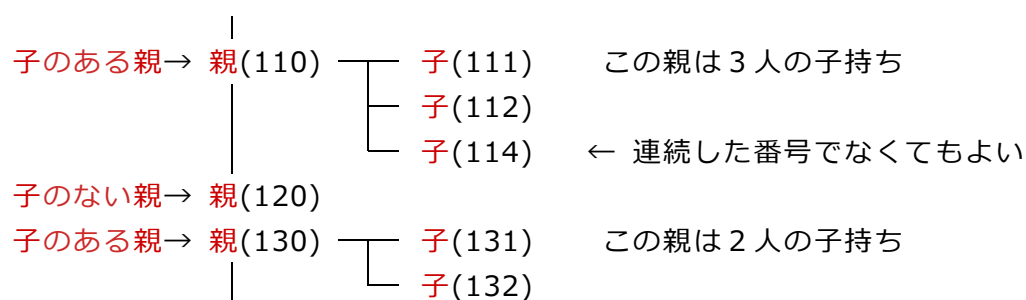 子のある親→ 親(110) 子(111) この親は３人の子持ち
子(112)
子(114) ← 連続した番号でなくてもよい
子のない親→ 親(120)
子のある親→ 親(130) 子(131) この親は２人の子持ち
子(132)